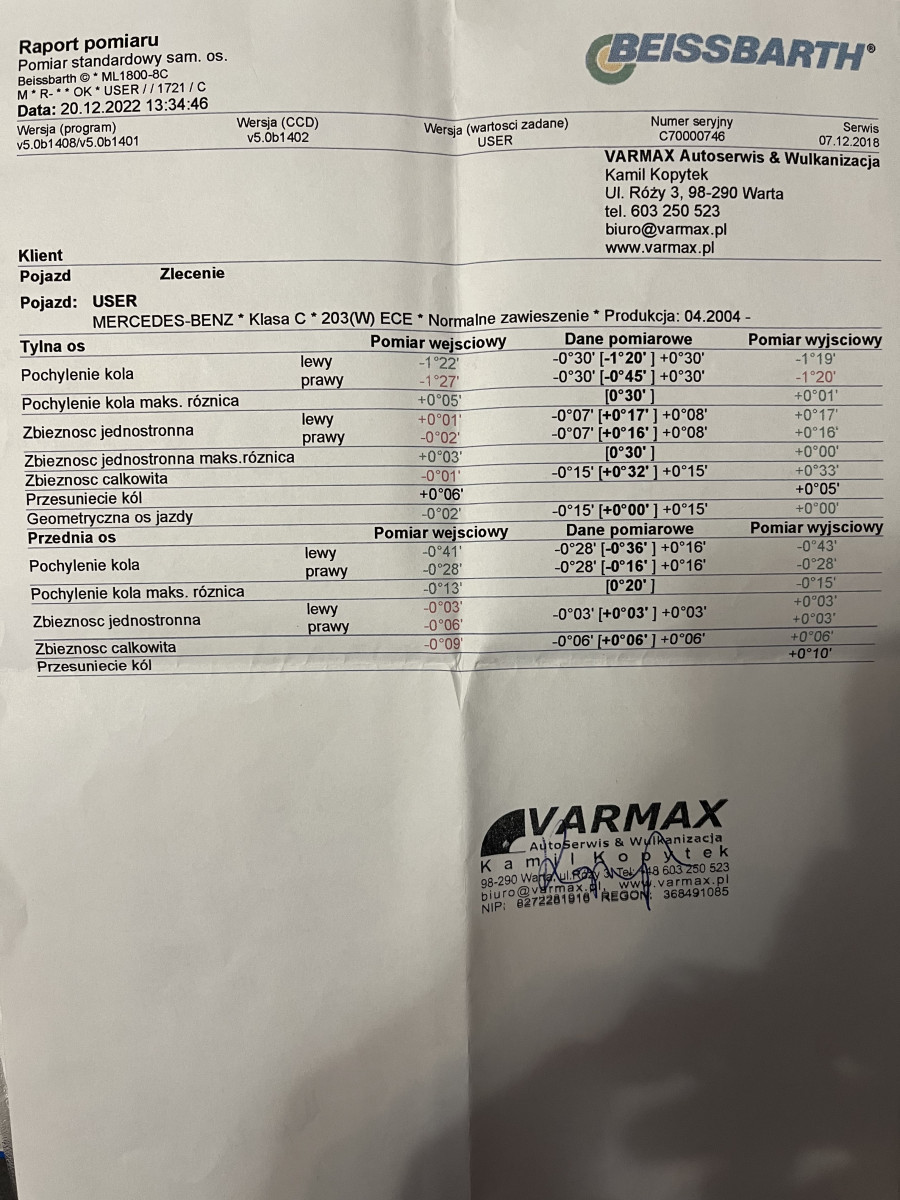 Raport pomiaru
Pomiar standardowy sam. os.
Beissbarth © * ML1800-8C
M * R- * * OK * USER / / 1721 / C
Data: 20.12.2022 13:34:46
BEISSBARTH®
Wersja (program) Wersja (CCD) Wersja (wartosci zadane) Numer seryjny Serwis
v5.0b1408/v5.0b1401 v5.0b1402 USER C70000746 07.12.2018
VARMAX Autoserwis & Wulkanizacja
Kamil Kopytek
Ul. Róży 3, 98-290 Warta
tel. 603 250 523
biuro@varmax.pl
www.varmax.pl
Klient
Pojazd Zlecenie
Pojazd: USER
MERCEDES-BENZ * Klasa C * 203(W) ECE * Normalne zawieszenie * Produkcja: 04.2004 -
Tylna os Pomiar wejsciowy Dane pomiarowe Pomiar wyjsciowy
Pochylenie kola lewy -1°22' -0°30' [-1°20' ] +0°30' -1°19'
prawy -1°27' -0°30' [-0°45' ] +0°30' -1°20'
Pochylenie kola maks. róznica +0°05' [0°30' ] +0°01'
Zbieznosc jednostronna lewy +0°01' -0°07' [+0°17' ] +0°08' +0°17'
prawy -0°02' -0°07' [+0°16' ] +0°08' +0°16'
Zbieznosc jednostronna maks.róznica +0°03' [0°30' ] +0°00'
Zbieznosc calkowita -0°01' -0°15' [+0°32' ] +0°15' +0°33'
Przesuniecie kól +0°06' +0°05'
Geometryczna os jazdy -0°02' -0°15' [+0°00' ] +0°15' +0°00'
Przednia os Pomiar wejsciowy Dane pomiarowe Pomiar wyjsciowy
Pochylenie kola lewy -0°41' -0°28' [-0°36' ] +0°16' -0°43'
prawy -0°28' -0°28' [-0°16' ] +0°16' -0°28'
Pochylenie kola maks. róznica -0°13' [0°20' ] -0°15'
Zbieznosc jednostronna lewy -0°03' -0°03' [+0°03' ] +0°03' +0°03'
prawy -0°06' +0°03'
Zbieznosc calkowita -0°09' -0°06' [+0°06' ] +0°06' +0°06'
Przesuniecie kól +0°10'
VARMAX
AutoSerwis & Wulkanizacja
Kamil Kopytek
98-290 Warta, ul.Róży 3, Tel. +48 603 250 523
biuro@varmax.pl, www.varmax.pl
NIP: 8272281916 REGON: 368491085